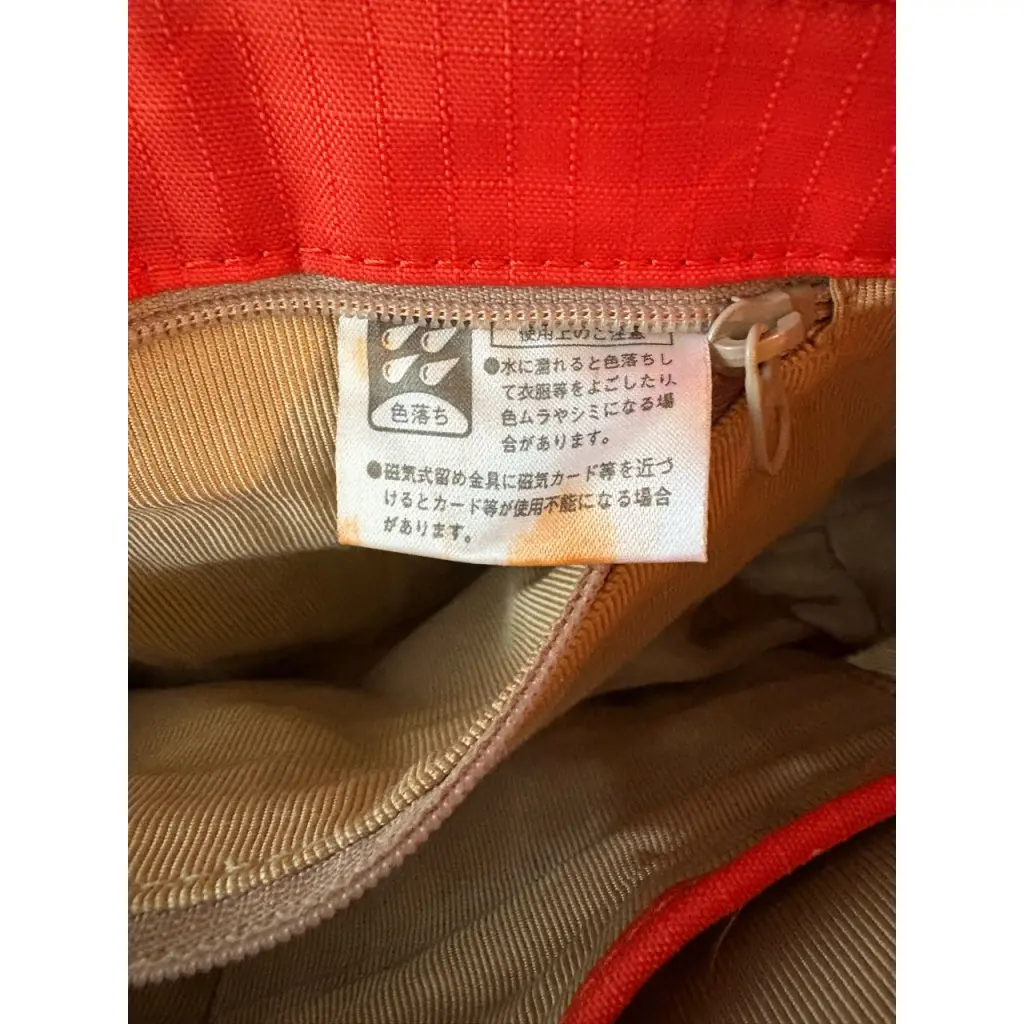 使用上のご注意
●水に濡れると色落ちし
て衣服等をよごしたり、
色ムラやシミになる場
合があります。
色落ち
●磁気式留め金具に磁気カード等を近づ
けるとカード等が使用不能になる場合
があります。